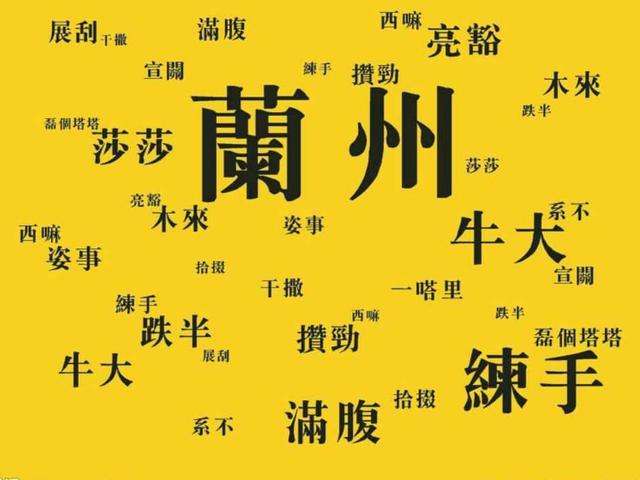 展刮
干撒
滿腹
西嘛
亮豁
宣關
練手
攢勁
木來
跌半
蘭州
磊個塔塔
莎莎
莎莎
亮豁
木來
姿事
系不
牛大
西嘛
姿事
拾掇
宣關
干撒
一嗒里
練手
跌半
西嘛
跌半
展刮
攢勁
磊個塔塔
牛大
練手
拾掇
系不
滿腹